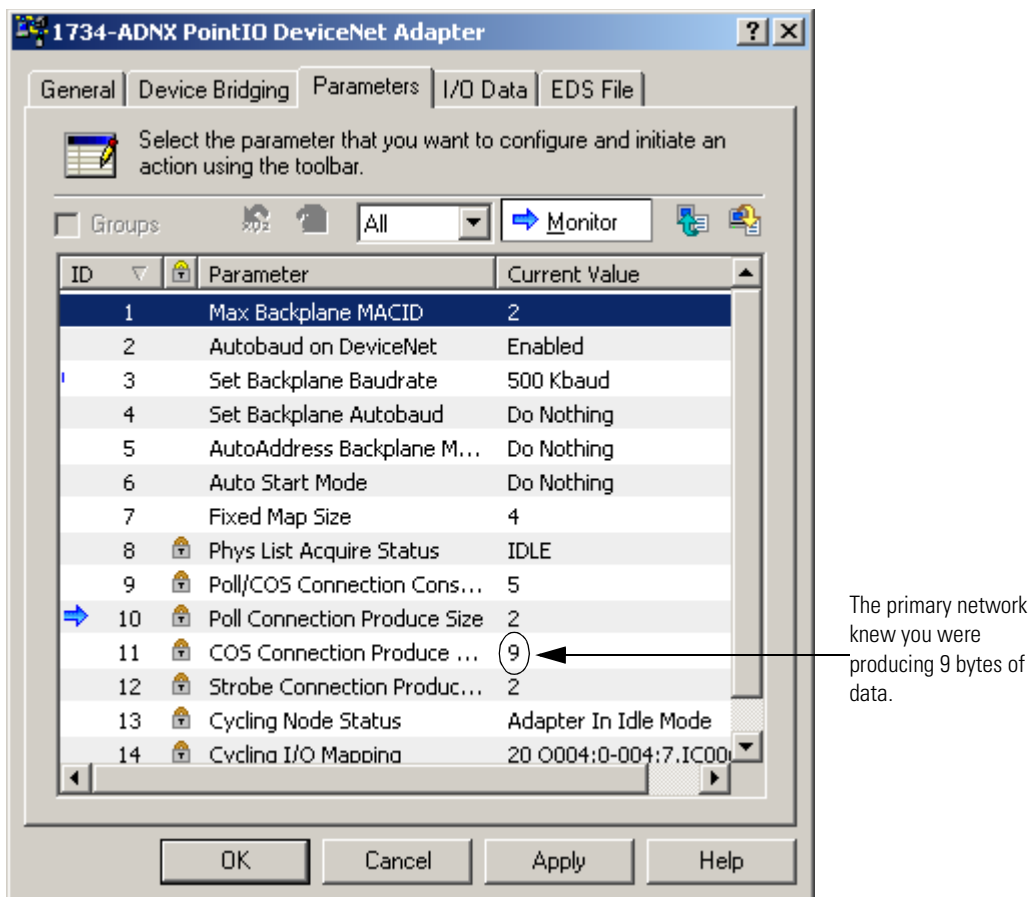 1734-ADNX PointIO DeviceNet Adapter
General Device Bridging Parameters I/O Data EDS File
Select the parameter that you want to configure and initiate an
action using the toolbar.
Groups All Monitor
ID Parameter Current Value
1 Max Backplane MACID 2
2 Autobaud on DeviceNet Enabled
3 Set Backplane Baudrate 500 Kbaud
4 Set Backplane Autobaud Do Nothing
5 AutoAddress Backplane M... Do Nothing
6 Auto Start Mode Do Nothing
7 Fixed Map Size 4
8 Phys List Acquire Status IDLE
9 Poll/COS Connection Cons... 5
10 Poll Connection Produce Size 2
11 COS Connection Produce ... 9
12 Strobe Connection Produc... 2
13 Cycling Node Status Adapter In Idle Mode
14 Cycling I/O Mapping 20 O004:0-004:7.IC00
The primary network
knew you were
producing 9 bytes of
data.
OK Cancel Apply Help